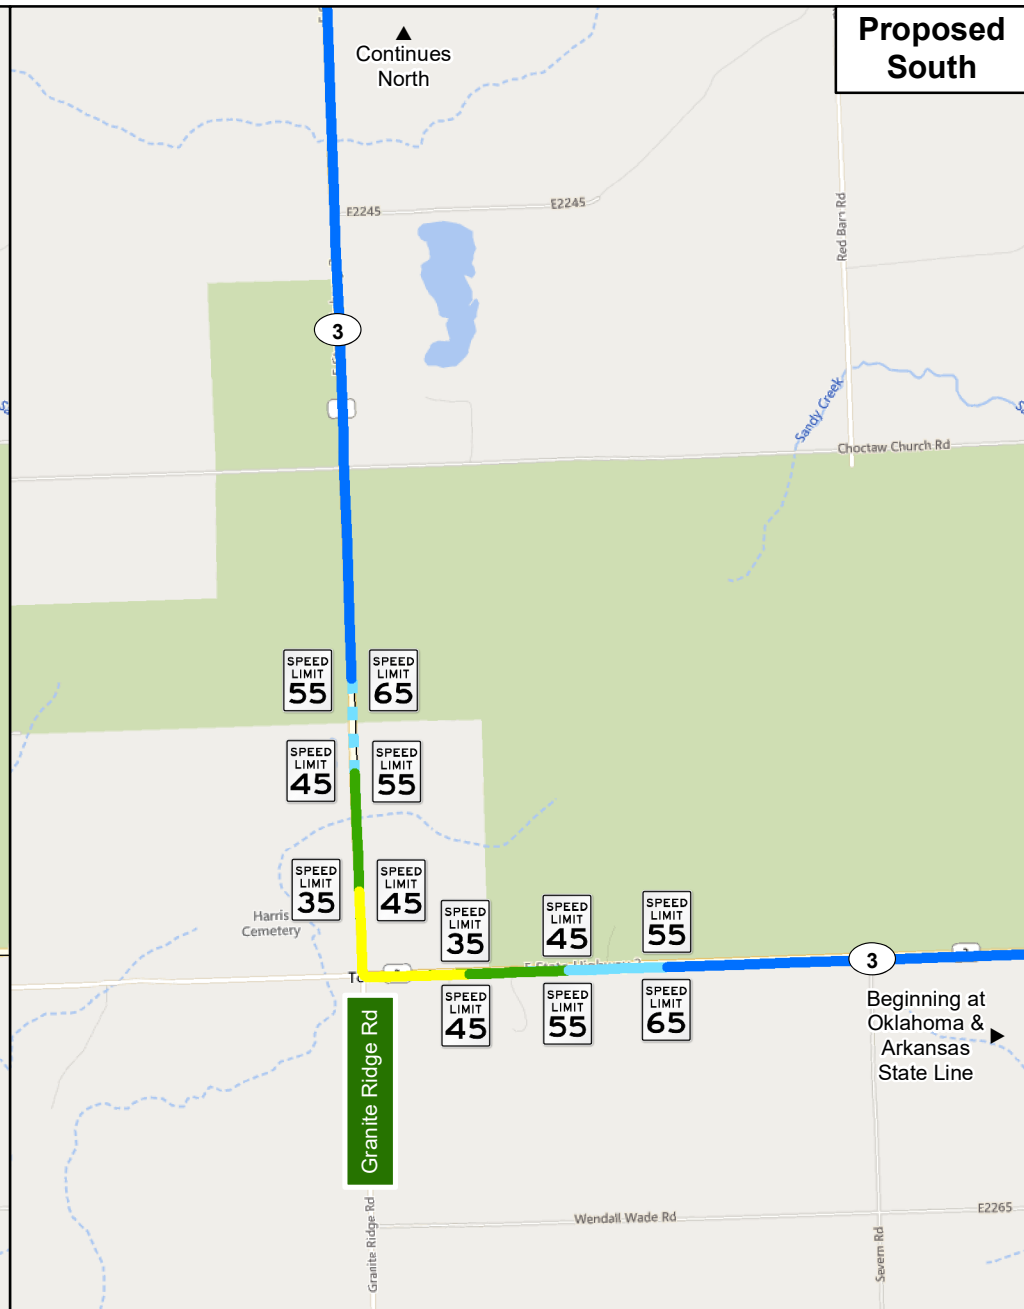 Proposed
South
Continues
North
E2245
E2245
Red Barn Rd
3
Sandy Creek
Choctaw Church Rd
SPEED
LIMIT
55
SPEED
LIMIT
65
SPEED
LIMIT
45
SPEED
LIMIT
55
SPEED
LIMIT
35
SPEED
LIMIT
45
Harris
Cemetery
SPEED
LIMIT
35
SPEED
LIMIT
45
SPEED
LIMIT
55
3
SPEED
LIMIT
45
SPEED
LIMIT
55
SPEED
LIMIT
65
Beginning at
Oklahoma &
Arkansas
State Line
Granite Ridge Rd
Granite Ridge Rd
Wendall Wade Rd
E2265
Severn Rd